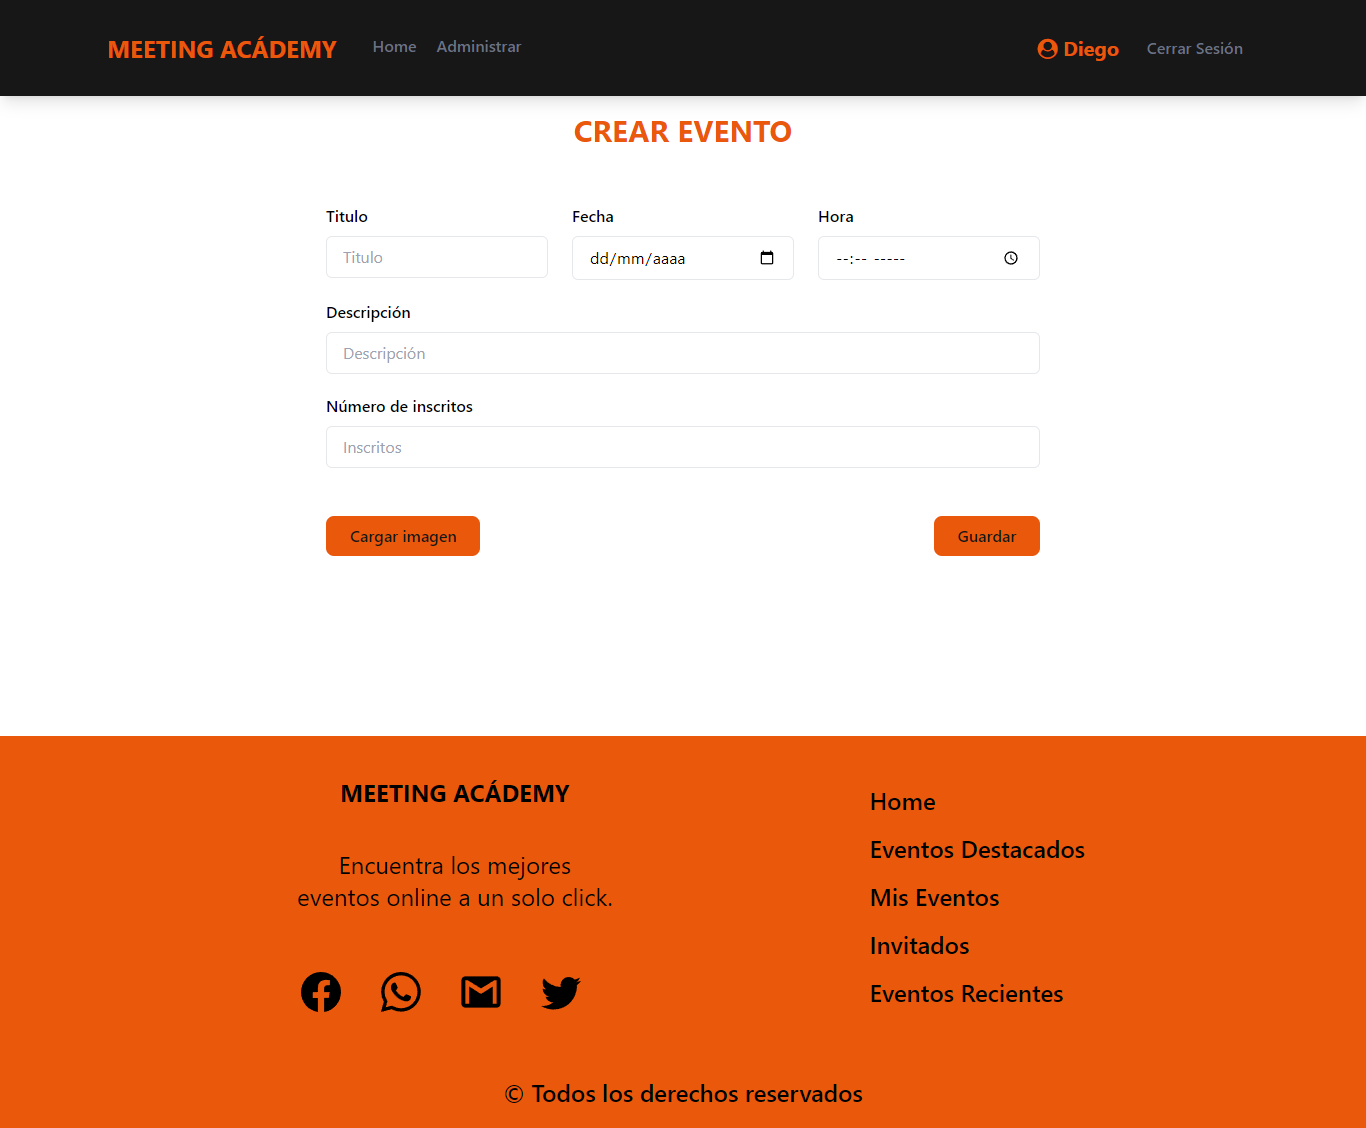 MEETING ACÁDEMY Home Administrar Diego Cerrar Sesión
CREAR EVENTO
Titulo Fecha Hora
Titulo dd/mm/aaaa --:-- -----
Descripción
Descripción
Número de inscritos
Inscritos
Cargar imagen Guardar
MEETING ACÁDEMY
Encuentra los mejores
eventos online a un solo click.
Home
Eventos Destacados
Mis Eventos
Invitados
Eventos Recientes
© Todos los derechos reservados